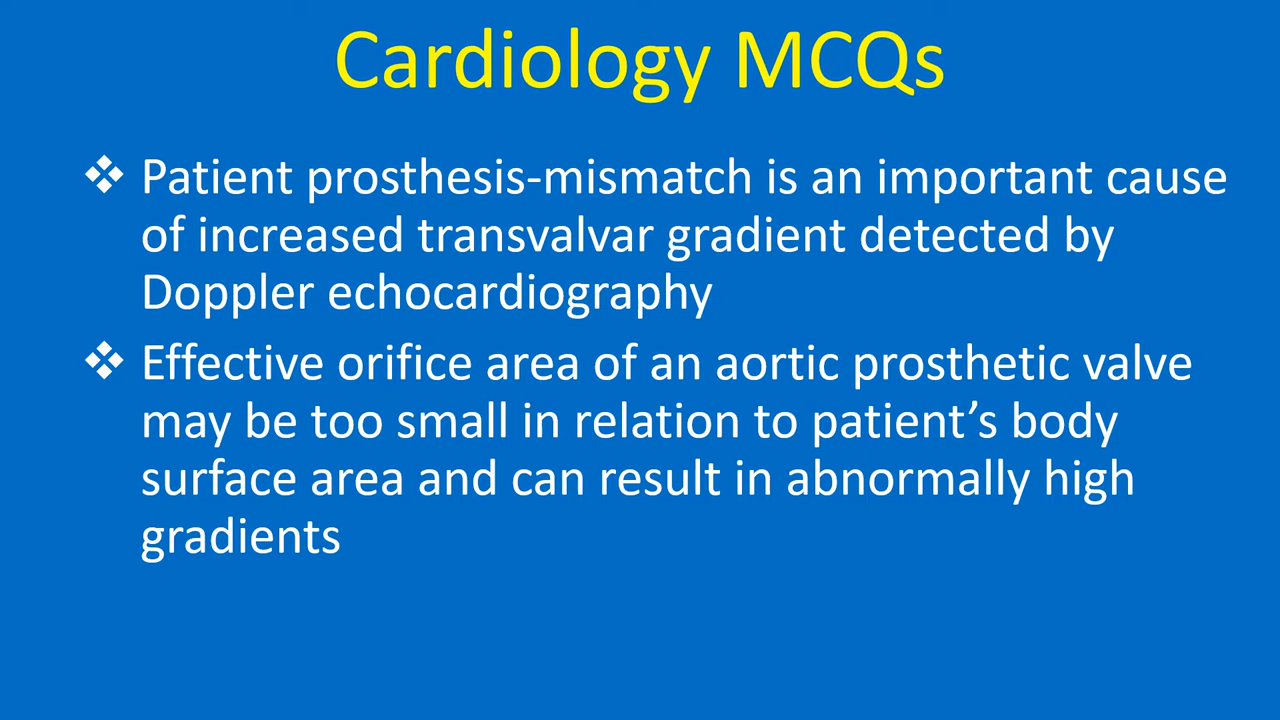 Cardiology MCQs
❖ Patient prosthesis-mismatch is an important cause
of increased transvalvar gradient detected by
Doppler echocardiography
❖ Effective orifice area of an aortic prosthetic valve
may be too small in relation to patient’s body
surface area and can result in abnormally high
gradients